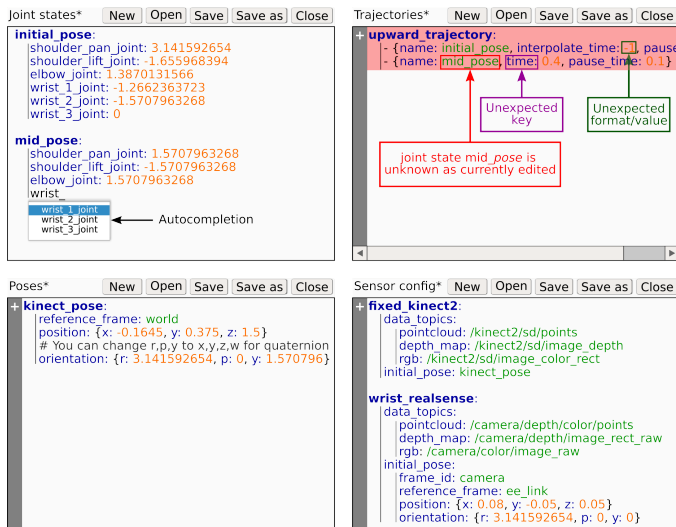 Joint states* New Open Save Save as Close
initial_pose:
shoulder_pan_joint: 3.141592654
shoulder_lift_joint: -1.655968394
elbow_joint: 1.3870131566
wrist_1_joint: -1.2662363723
wrist_2_joint: -1.5707963268
wrist_3_joint: 0
mid_pose:
shoulder_pan_joint: 1.5707963268
shoulder_lift_joint: -1.5707963268
elbow_joint: 1.5707963268
wrist_
wrist_1_joint
wrist_2_joint
wrist_3_joint
Autocompletion
Trajectories* New Open Save Save as Close
+ upward_trajectory:
- {name: initial_pose, interpolate_time: -1, pause
- {name: mid_pose, time: 0.4, pause_time: 0.1}
Unexpected
key
Unexpected
format/value
joint state mid_pose is
unknown as currently edited
Poses* New Open Save Save as Close
+ kinect_pose:
reference_frame: world
position: {x: -0.1645, y: 0.375, z: 1.5}
# You can change r,p,y to x,y,z,w for quaternion
orientation: {r: 3.141592654, p: 0, y: 1.570796}
Sensor config* New Open Save Save as Close
+ fixed_kinect2:
data_topics:
pointcloud: /kinect2/sd/points
depth_map: /kinect2/sd/image_depth
rgb: /kinect2/sd/image_color_rect
initial_pose: kinect_pose
wrist_realsense:
data_topics:
pointcloud: /camera/depth/color/points
depth_map: /camera/depth/image_rect_raw
rgb: /camera/color/image_raw
initial_pose:
frame_id: camera
reference_frame: ee_link
position: {x: 0.08, y: -0.05, z: 0.05}
orientation: {r: 3.141592654, p: 0, y: 0}